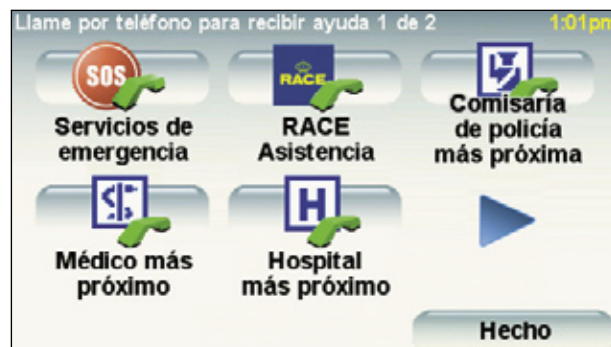 Llame por teléfono para recibir ayuda 1 de 2
1:01pm
SOS
Servicios de
emergencia
RACE
RACE
Asistencia
Comisaría
de policía
más próxima
Médico más
próximo
H
Hospital
más próximo
Hecho